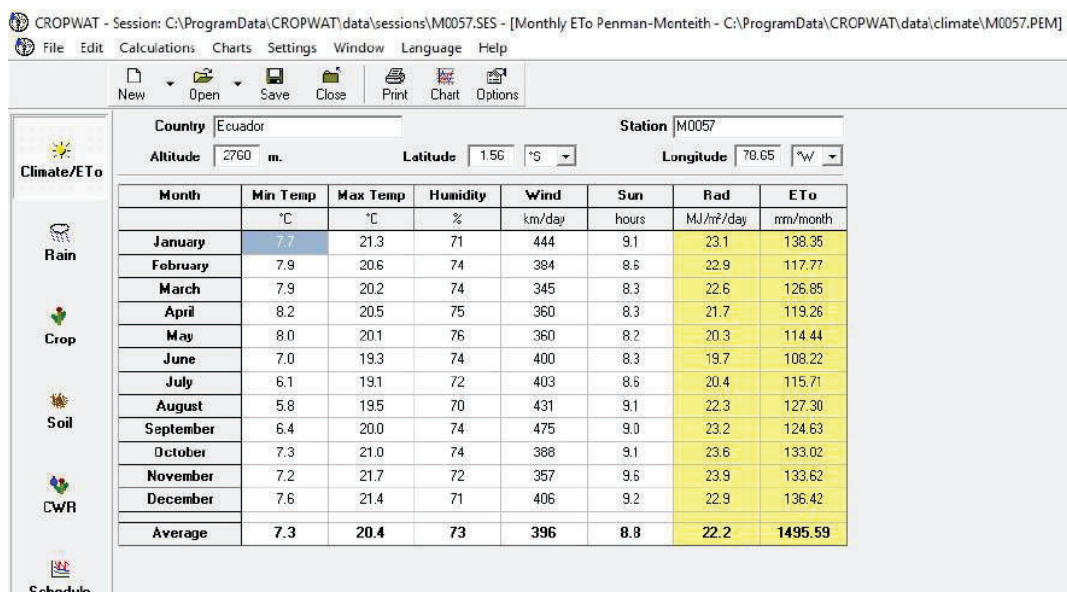 CROPWAT - Session: C:\ProgramData\CROPWAT\data\sessions\M0057.SES - [Monthly ETo Penman-Monteith - C:\ProgramData\CROPWAT\data\climate\M0057.PEM]
File Edit Calculations Charts Settings Window Language Help
New Open Save Close Print Chart Options
Country Ecuador Station M0057
Altitude 2760 m. Latitude 1.56 °S Longitude 78.65 °W
Climate/ETo
Rain
Crop
Soil
CWR
Schedule
Month Min Temp Max Temp Humidity Wind Sun Rad ETo
°C °C % km/day hours MJ/m²/day mm/month
January 7.7 21.3 71 444 9.1 23.1 138.35
February 7.9 20.6 74 384 8.6 22.9 117.77
March 7.9 20.2 74 345 8.3 22.6 126.85
April 8.2 20.5 75 360 8.3 21.7 119.26
May 8.0 20.1 76 360 8.2 20.3 114.44
June 7.0 19.3 74 400 8.3 19.7 108.22
July 6.1 19.1 72 403 8.6 20.4 115.71
August 5.8 19.5 70 431 9.1 22.3 127.30
September 6.4 20.0 74 475 9.0 23.2 124.63
October 7.3 21.0 74 388 9.1 23.6 133.02
November 7.2 21.7 72 357 9.6 23.9 133.62
December 7.6 21.4 71 406 9.2 22.9 136.42
Average 7.3 20.4 73 396 8.8 22.2 1495.59